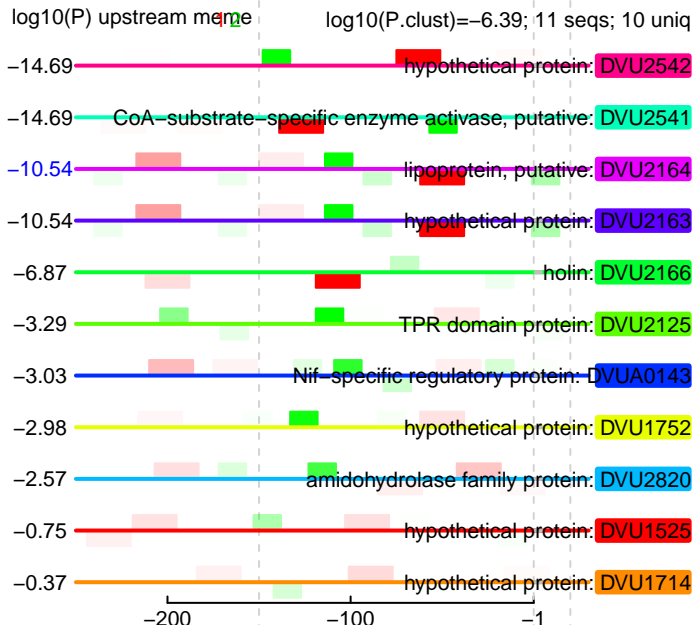 log10(P) upstream meme 12 log10(P.clust)=−6.39; 11 seqs; 10 uniq
−14.69 hypothetical protein: DVU2542
−14.69 CoA−substrate−specific enzyme activase, putative: DVU2541
−10.54 lipoprotein, putative: DVU2164
−10.54 hypothetical protein: DVU2163
−6.87 holin: DVU2166
−3.29 TPR domain protein: DVU2125
−3.03 Nif−specific regulatory protein: DVUA0143
−2.98 hypothetical protein: DVU1752
−2.57 amidohydrolase family protein: DVU2820
−0.75 hypothetical protein: DVU1525
−0.37 hypothetical protein: DVU1714
−200 −100 −1